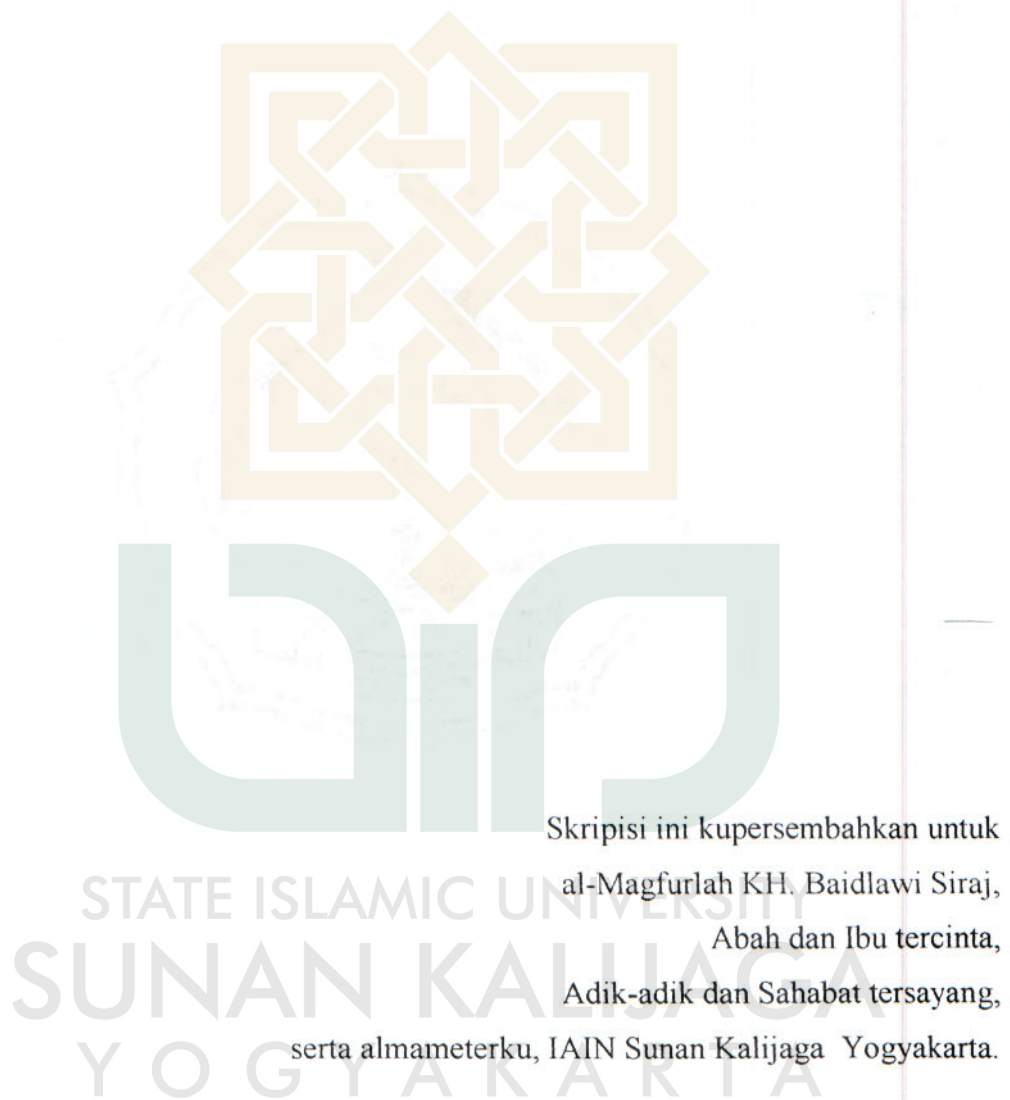 Skripisi ini kupersembahkan untuk
al-Magfurlah KH. Baidlawi Siraj,
Abah dan Ibu tercinta,
Adik-adik dan Sahabat tersayang,
serta almameterku, IAIN Sunan Kalijaga Yogyakarta.
STATE ISLAMIC UNIVERSITY
SUNAN KALIJAGA
YOGYAKARTA